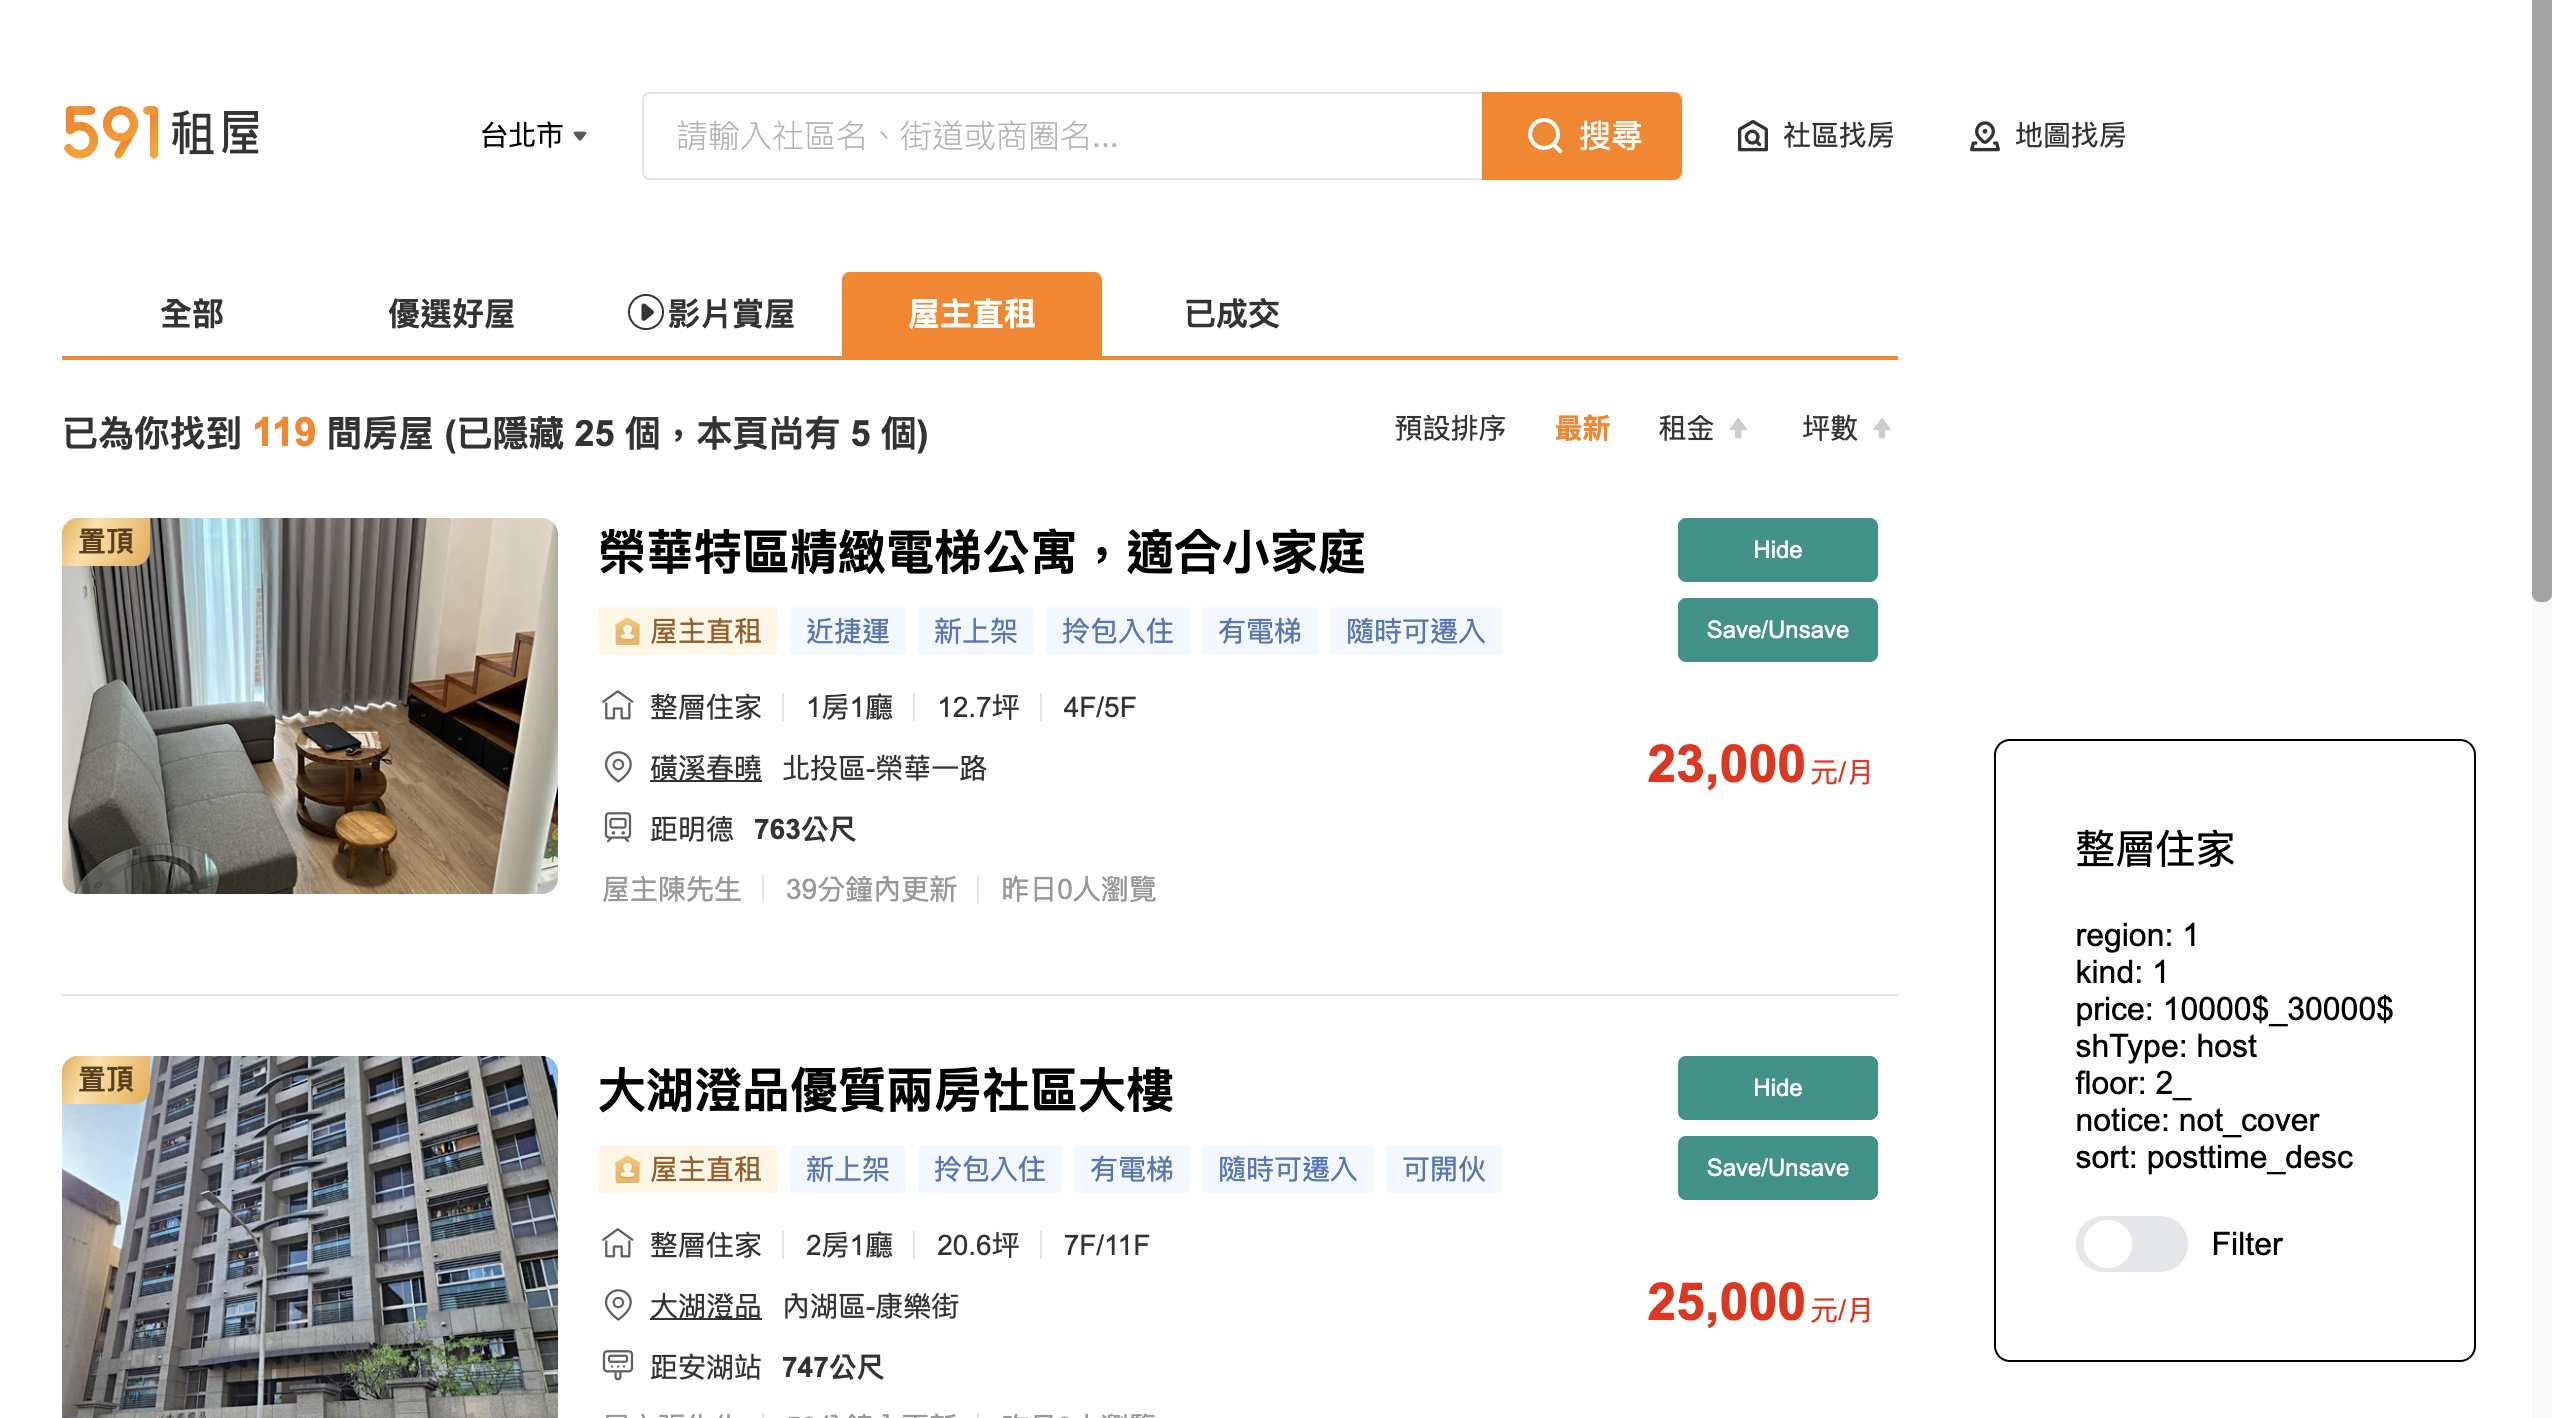 591 租屋
台北市
請輸入社區名、街道或商圈名...
搜尋
社區找房
地圖找房
全部
優選好屋
影片賞屋
屋主直租
已成交
已為你找到 119 間房屋 (已隱藏 25 個，本頁尚有 5 個)
預設排序
最新
租金
坪數
置頂
榮華特區精緻電梯公寓，適合小家庭
屋主直租 近捷運 新上架 拎包入住 有電梯 隨時可遷入
整層住家 1房1廳 12.7坪 4F/5F
磺溪春曉 北投區-榮華一路
距明德 763公尺
屋主陳先生 39分鐘內更新 昨日0人瀏覽
Hide
Save/Unsave
23,000元/月
置頂
大湖澄品優質兩房社區大樓
屋主直租 新上架 拎包入住 有電梯 隨時可遷入 可開伙
整層住家 2房1廳 20.6坪 7F/11F
大湖澄品 內湖區-康樂街
距安湖站 747公尺
Hide
Save/Unsave
25,000元/月
整層住家
region: 1
kind: 1
price: 10000$_30000$
shType: host
floor: 2_
notice: not_cover
sort: posttime_desc
Filter